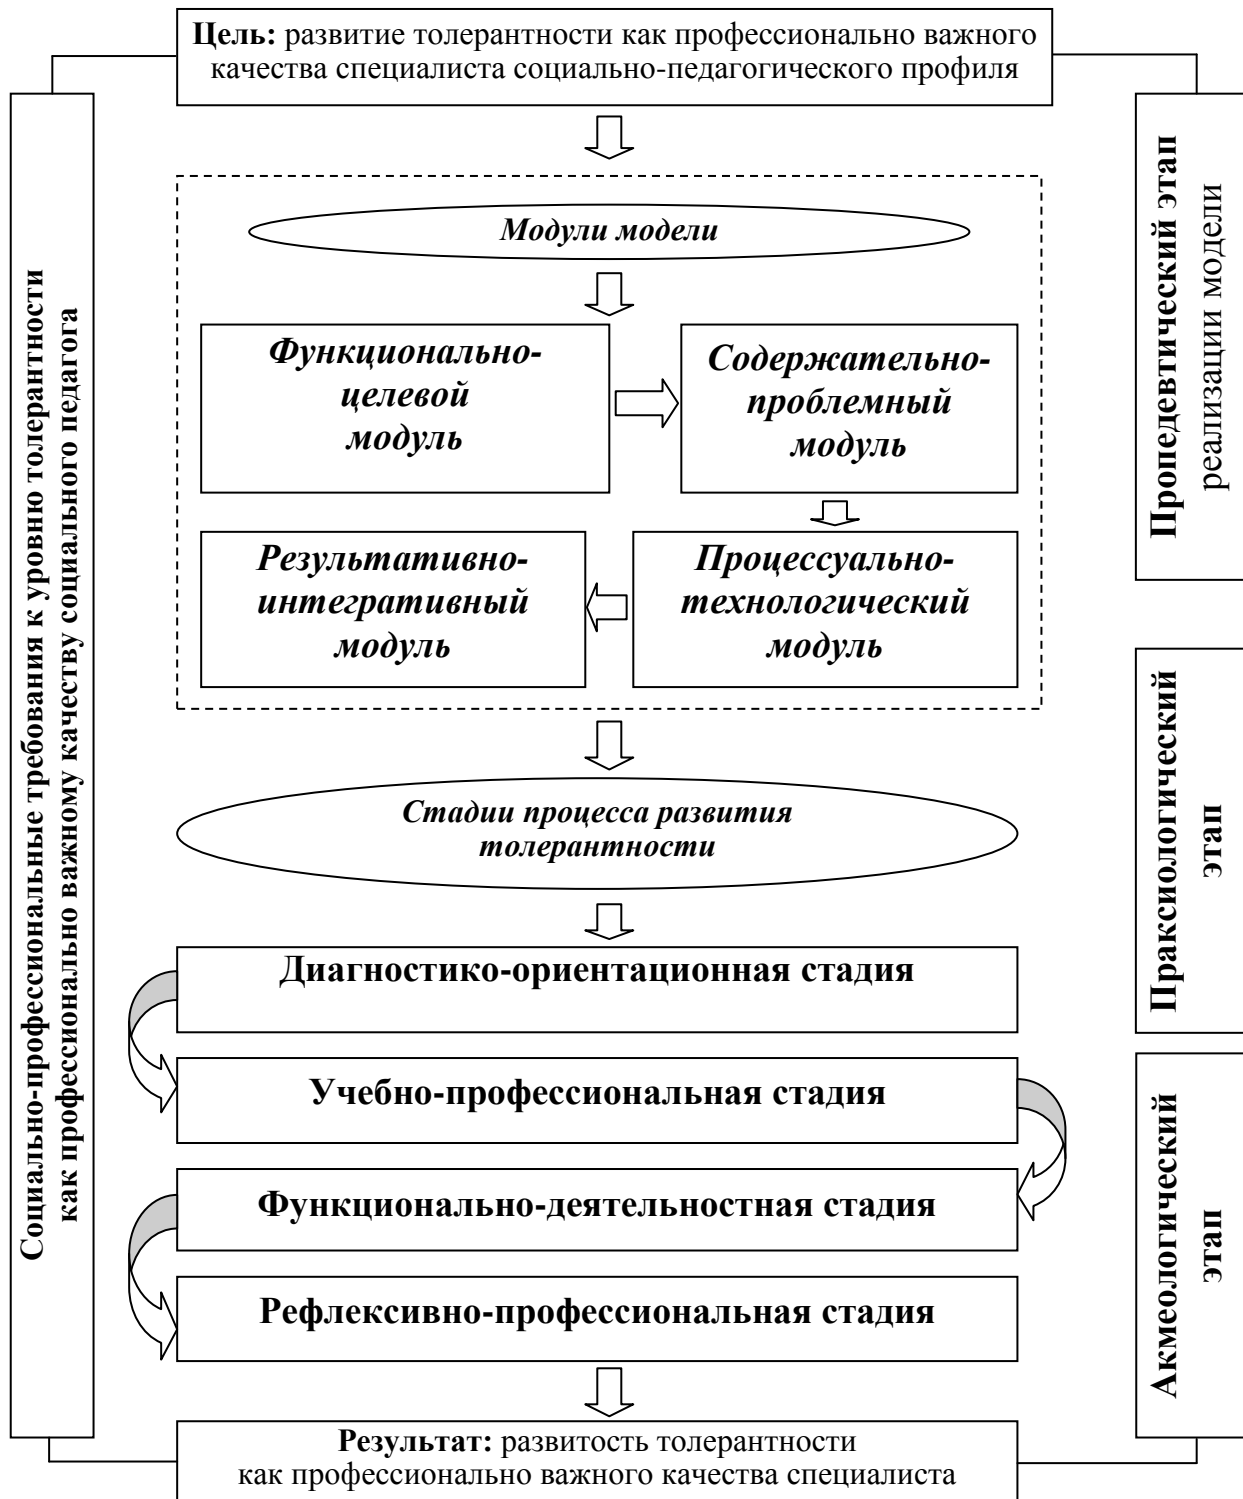 Цель: развитие толерантности как профессионально важного
качества специалиста социально-педагогического профиля
Социально-профессиональные требования к уровню толерантности
как профессионально важному качеству социального педагога
Модули модели
Функционально-
целевой
модуль
Содержательно-
проблемный
модуль
Результативно-
интегративный
модуль
Процессуально-
технологический
модуль
Стадии процесса развития
толерантности
Диагностико-ориентационная стадия
Учебно-профессиональная стадия
Функционально-деятельностная стадия
Рефлексивно-профессиональная стадия
Результат: развитость толерантности
как профессионально важного качества специалиста
Пропедевтический этап
реализации модели
Праксиологический
этап
Акмеологический
этап